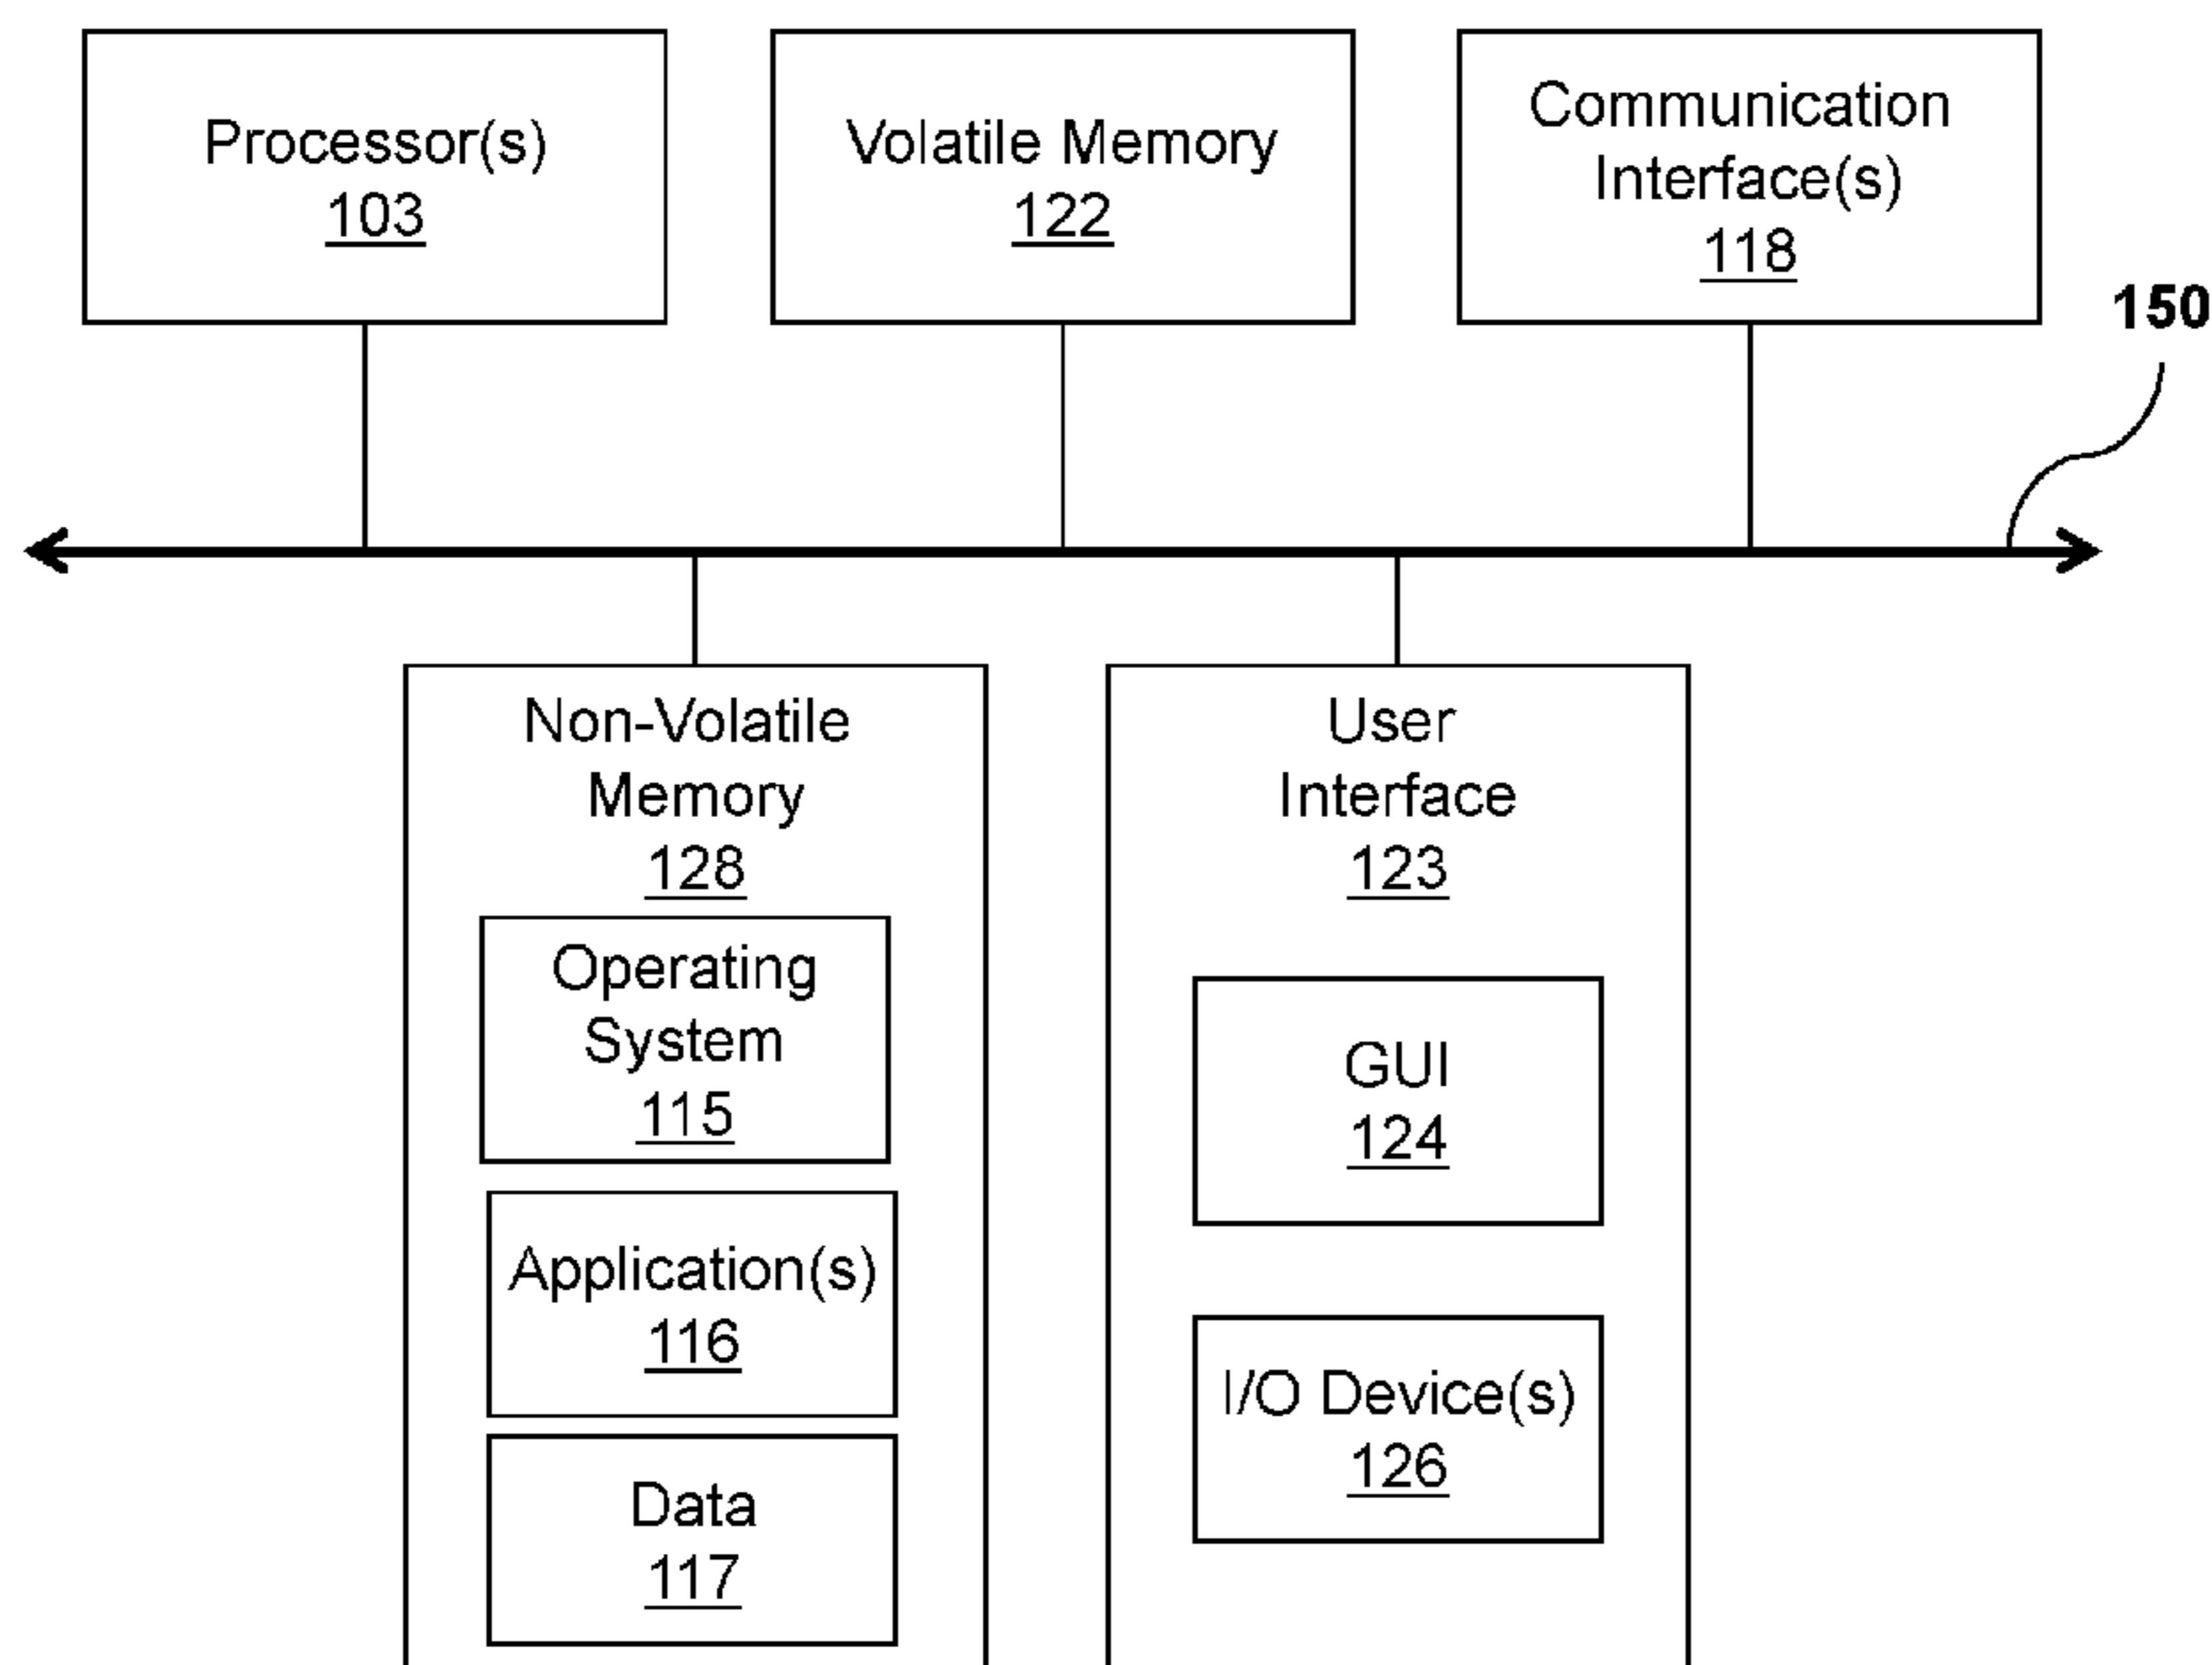 Processor(s)
103
Volatile Memory
122
Communication
Interface(s)
118
150
Non-Volatile
Memory
128
Operating
System
115
Application(s)
116
Data
117
User
Interface
123
GUI
124
I/O Device(s)
126